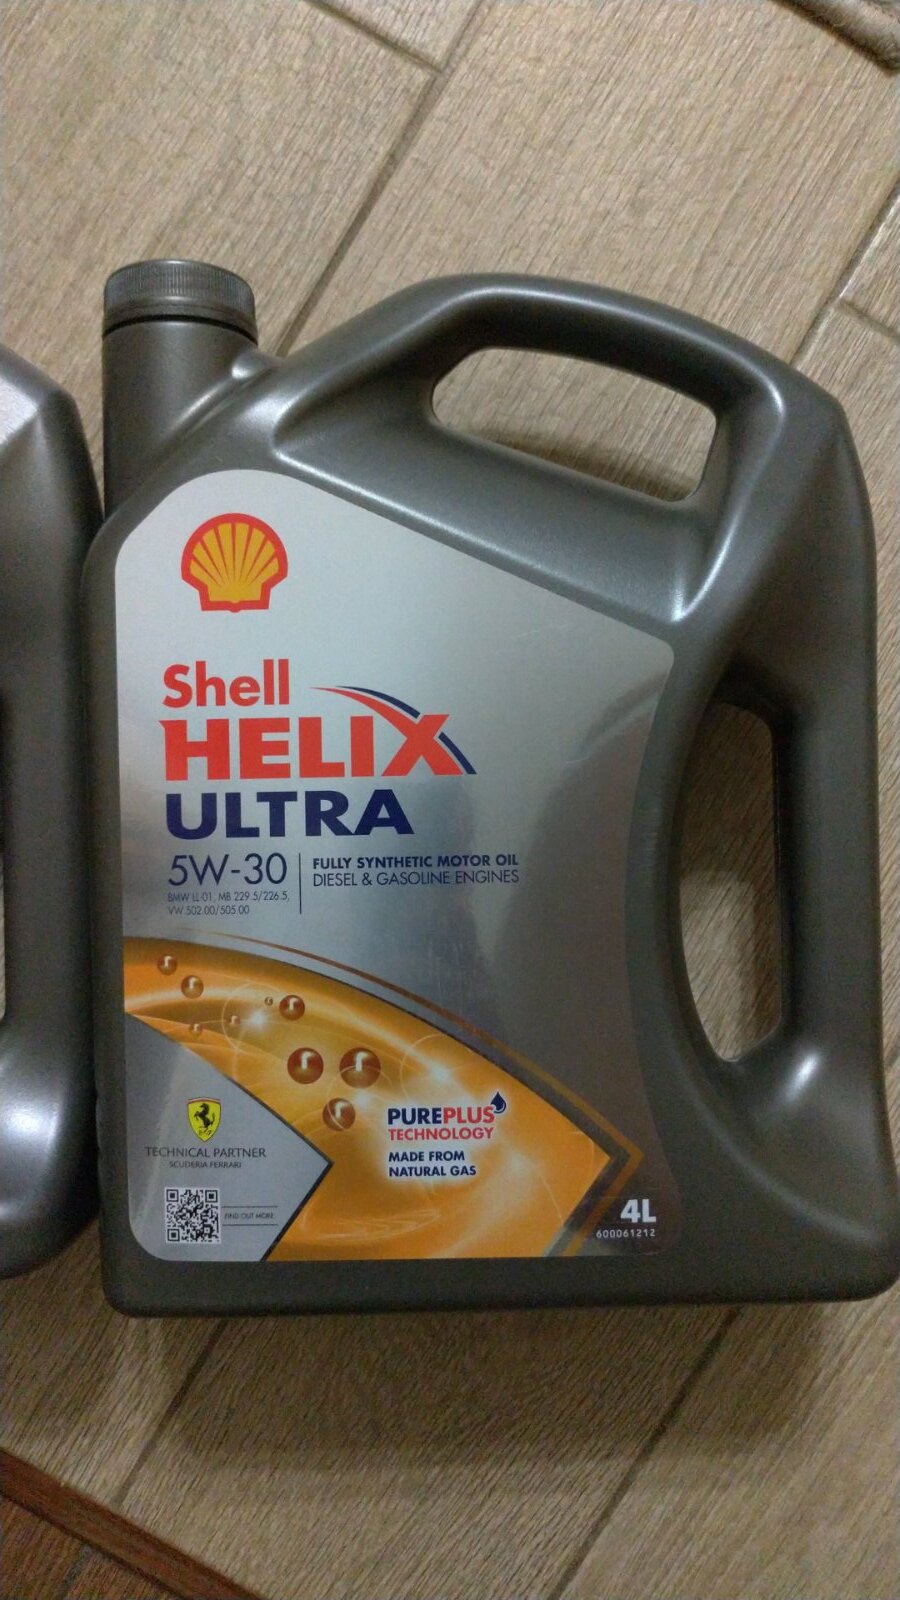 Shell
HELIX
ULTRA
5W-30
BMW LL-01, MB 229.5/226.5,
VW 502.00/505.00
FULLY SYNTHETIC MOTOR OIL
DIESEL & GASOLINE ENGINES
PUREPLUS
TECHNOLOGY
MADE FROM
NATURAL GAS
TECHNICAL PARTNER
SCUDERIA FERRARI
FIND OUT MORE
4L
600061212